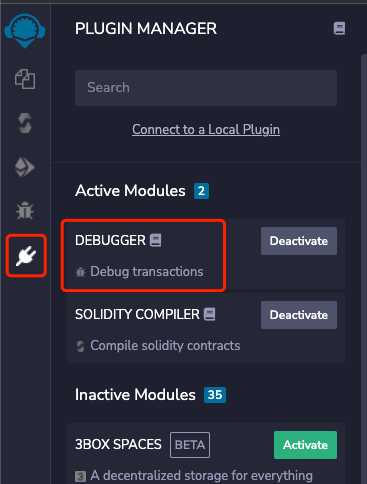 PLUGIN MANAGER
Search
Connect to a Local Plugin
Active Modules 2
DEBUGGER Deactivate
Debug transactions
SOLIDITY COMPILER Deactivate
Compile solidity contracts
Inactive Modules 35
3BOX SPACES BETA Activate
3 A decentralized storage for everything